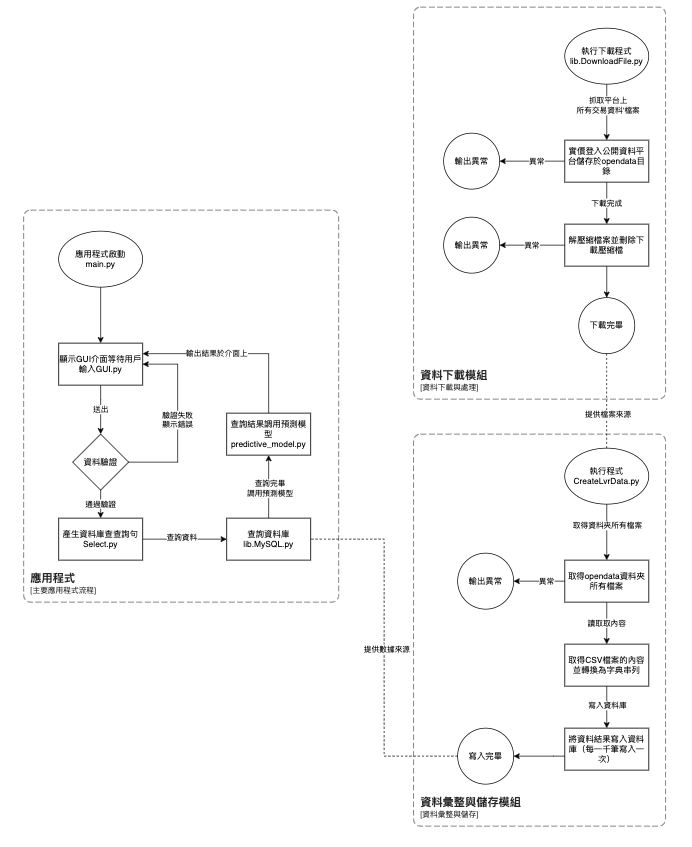 執行下載程式
lib.DownloadFile.py
抓取平台上
所有交易資料'檔案
實價登入公開資料平
台儲存於opendata目
錄
異常
輸出異常
下載完成
解壓縮檔案並刪除下
載壓縮檔
異常
輸出異常
下載完畢
資料下載模組
[資料下載與處理]
提供檔案來源
應用程式啟動
main.py
顯示GUI介面等待用戶
輸入GUI.py
輸出結果於介面上
送出
驗證失敗
顯示錯誤
資料驗證
通過驗證
產生資料庫查查詢句
Select.py
查詢資料
查詢資料庫
lib.MySQL.py
查詢完畢
調用預測模型
查詢結果調用預測模
型
predictive_model.py
應用程式
[主要應用程式流程]
提供數據來源
執行程式
CreateLvrData.py
取得資料夾所有檔案
取得opendata資料夾
所有檔案
異常
輸出異常
讀取取內容
取得CSV檔案的內容
並轉換為字典串列
寫入資料庫
將資料結果寫入資料
庫（每一千筆寫入一
次）
寫入完畢
資料彙整與儲存模組
[資料彙整與儲存]